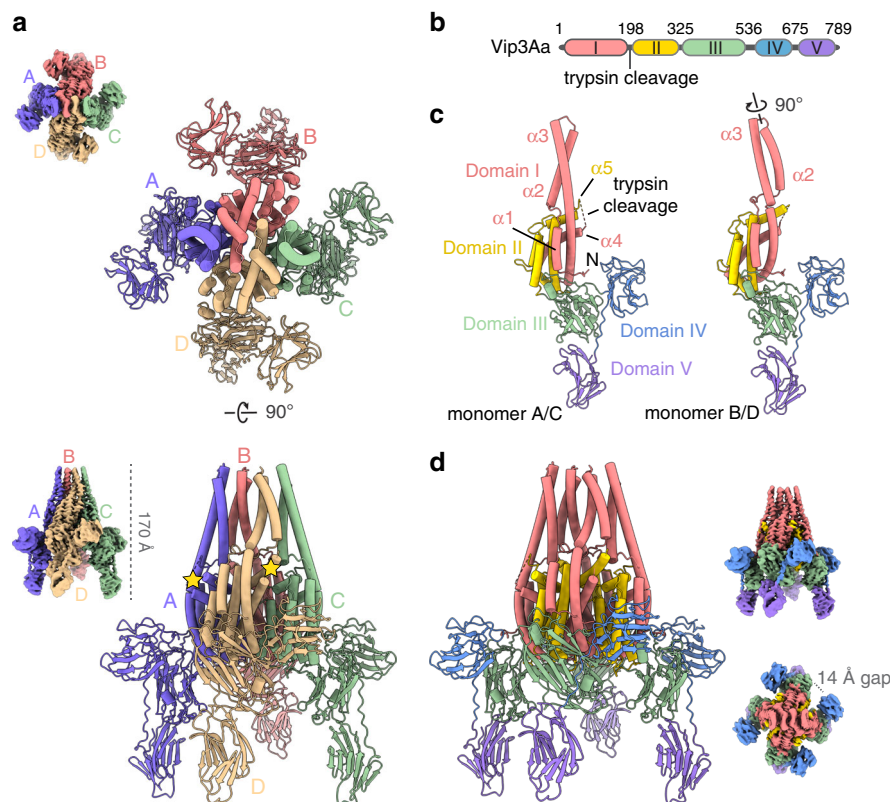 a
B
A
C
D
B
A
C
D
90°
B
A
C
D
170 Å
B
A
C
D
b
1 198 325 536 675 789
Vip3Aa I II III IV V
trypsin cleavage
c
90°
α3
α3
Domain I
α5
α2
α2
trypsin
cleavage
α1
α4
Domain II
N
Domain III
Domain IV
Domain V
monomer A/C
monomer B/D
d
14 Å gap